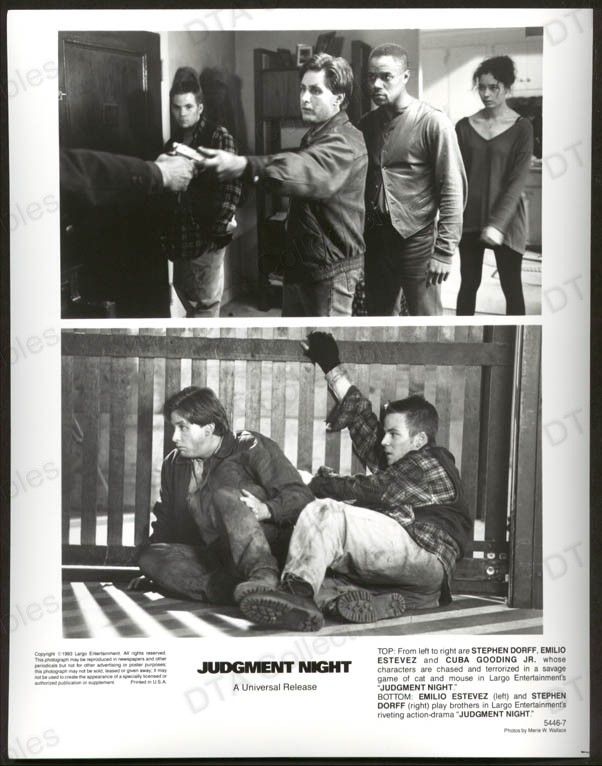 Copyright ©1993 Largo Entertainment. All rights reserved.
This photograph may be reproduced in newspapers and other
periodicals but not for other advertising or poster purposes;
this photograph may not be sold, leased or given away; it may
not be used to create the appearance of a specially licensed or
authorized publication or supplement. Printed in U.S.A.
JUDGMENT NIGHT
A Universal Release
TOP: From left to right are STEPHEN DORFF, EMILIO
ESTEVEZ and CUBA GOODING JR. whose
characters are chased and terrorized in a savage
game of cat and mouse in Largo Entertainment's
"JUDGMENT NIGHT."
BOTTOM: EMILIO ESTEVEZ (left) and STEPHEN
DORFF (right) play brothers in Largo Entertainment's
riveting action-drama "JUDGMENT NIGHT."
5446-7
Photos by Merie W. Wallace
DTA Collectibles